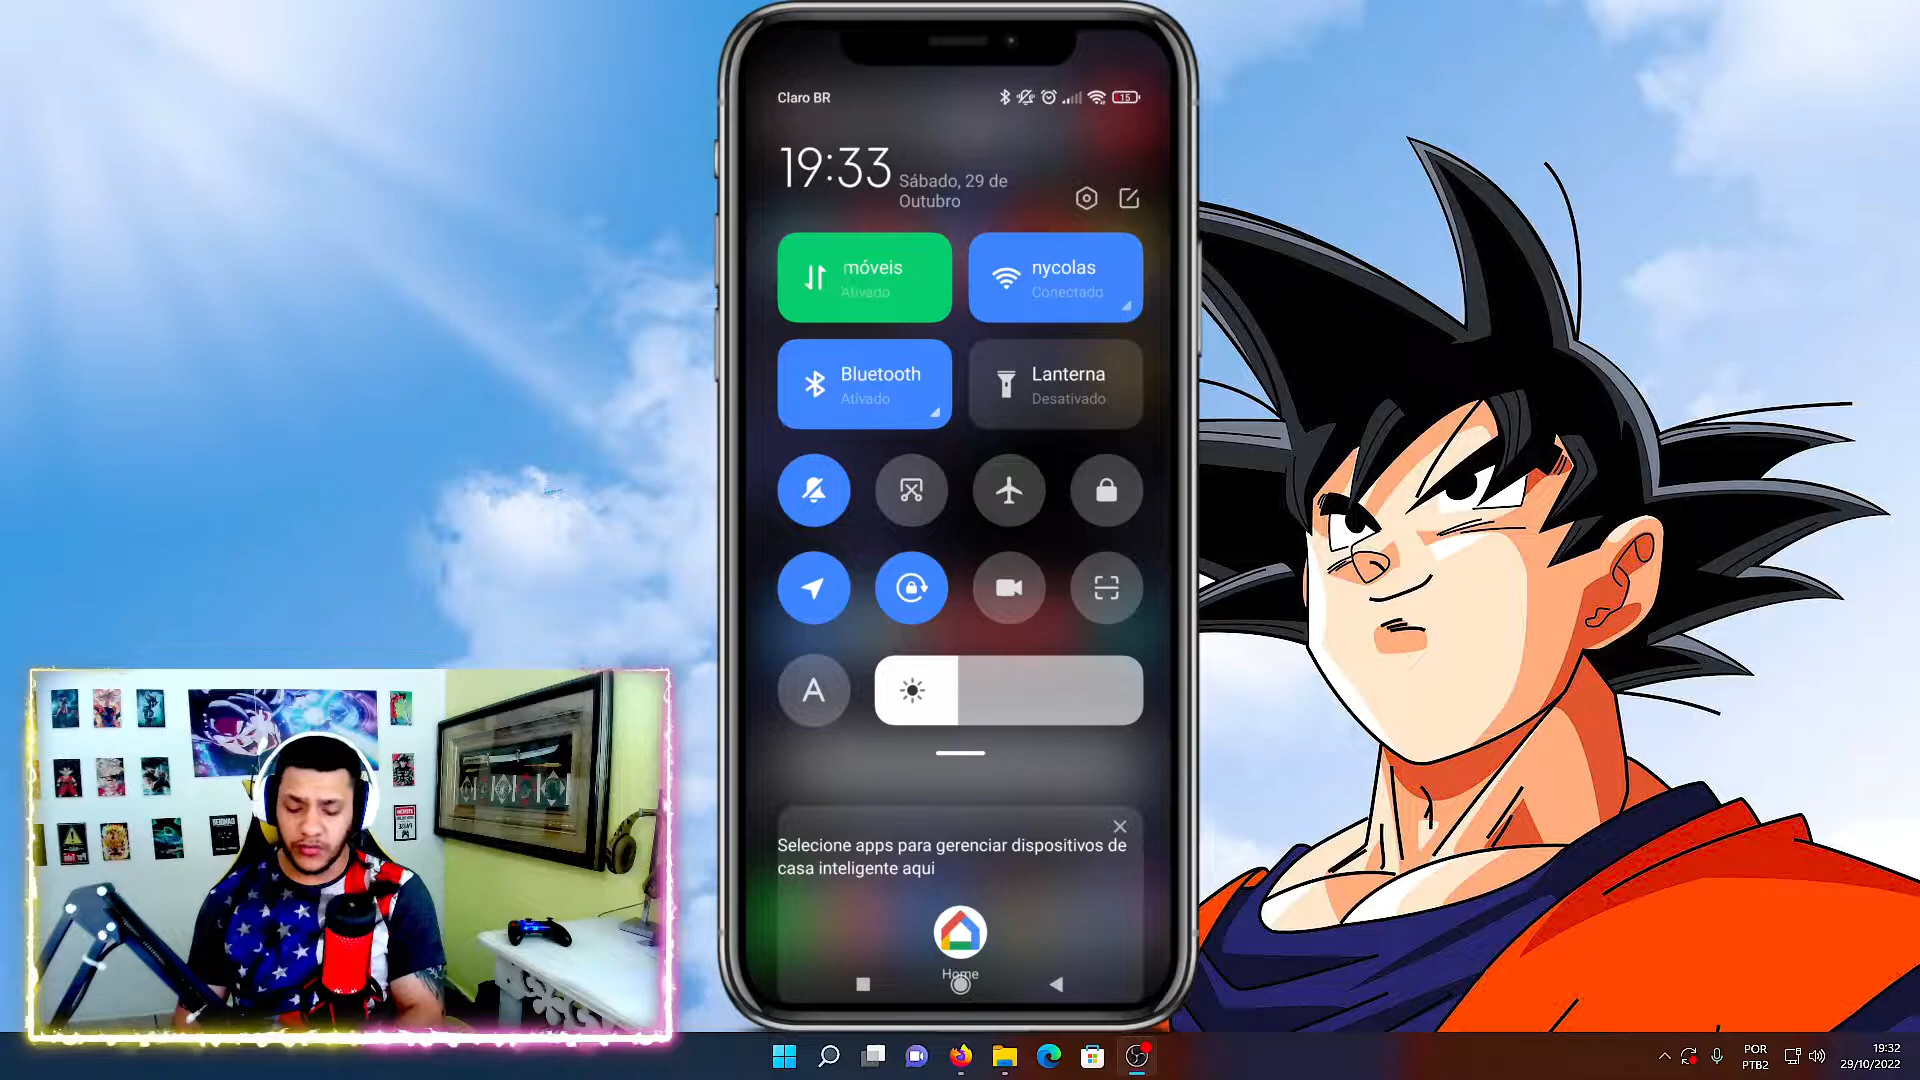 Claro BR
15
19:33
Sábado, 29 de
Outubro
móveis
Ativado
nycolas
Conectado
Bluetooth
Ativado
Lanterna
Desativado
A
Selecione apps para gerenciar dispositivos de
casa inteligente aqui
Home
POR
PTB2
19:32
29/10/2022